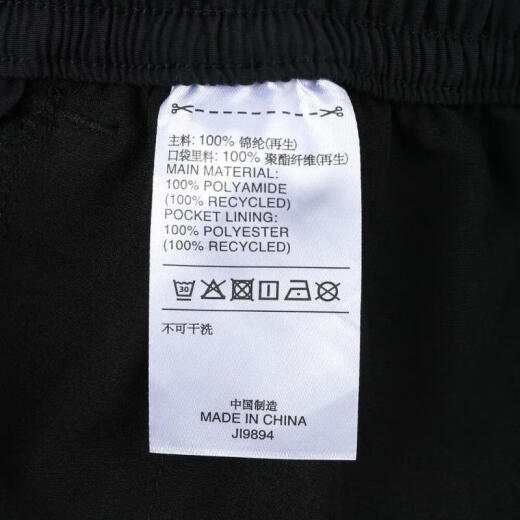 主料: 100% 锦纶(再生)
口袋里料: 100% 聚酯纤维(再生)
MAIN MATERIAL:
100% POLYAMIDE
(100% RECYCLED)
POCKET LINING:
100% POLYESTER
(100% RECYCLED)
30
不可干洗
中国制造
MADE IN CHINA
JI9894